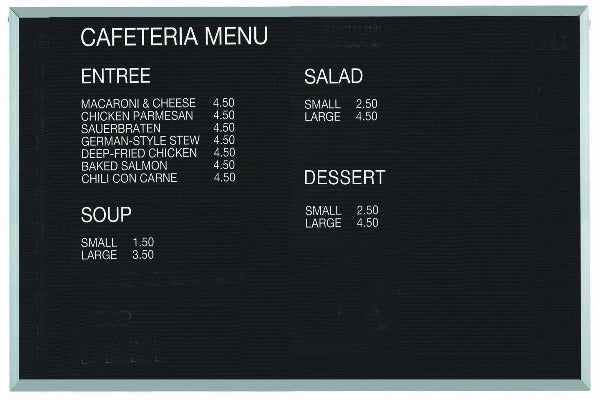 CAFETERIA MENU
ENTREE
MACARONI & CHEESE 4.50
CHICKEN PARMESAN 4.50
SAUERBRATEN 4.50
GERMAN-STYLE STEW 4.50
DEEP-FRIED CHICKEN 4.50
BAKED SALMON 4.50
CHILI CON CARNE 4.50
SOUP
SMALL 1.50
LARGE 3.50
SALAD
SMALL 2.50
LARGE 4.50
DESSERT
SMALL 2.50
LARGE 4.50